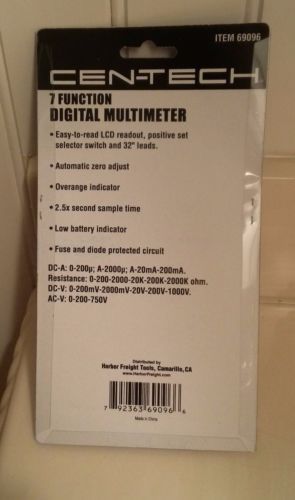 ITEM 69096
CEN-TECH
7 FUNCTION
DIGITAL MULTIMETER
• Easy-to-read LCD readout, positive set
selector switch and 32" leads.
• Automatic zero adjust
• Overange indicator
• 2.5x second sample time
• Low battery indicator
• Fuse and diode protected circuit
DC-A: 0-200µ; A-2000µ; A-20mA-200mA.
Resistance: 0-200-2000-20K-200K-2000K ohm.
DC-V: 0-200mV-2000mV-20V-200V-1000V.
AC-V: 0-200-750V
Distributed by
Harbor Freight Tools, Camarillo, CA
www.HarborFreight.com
7 92363 69096 6
Made in China